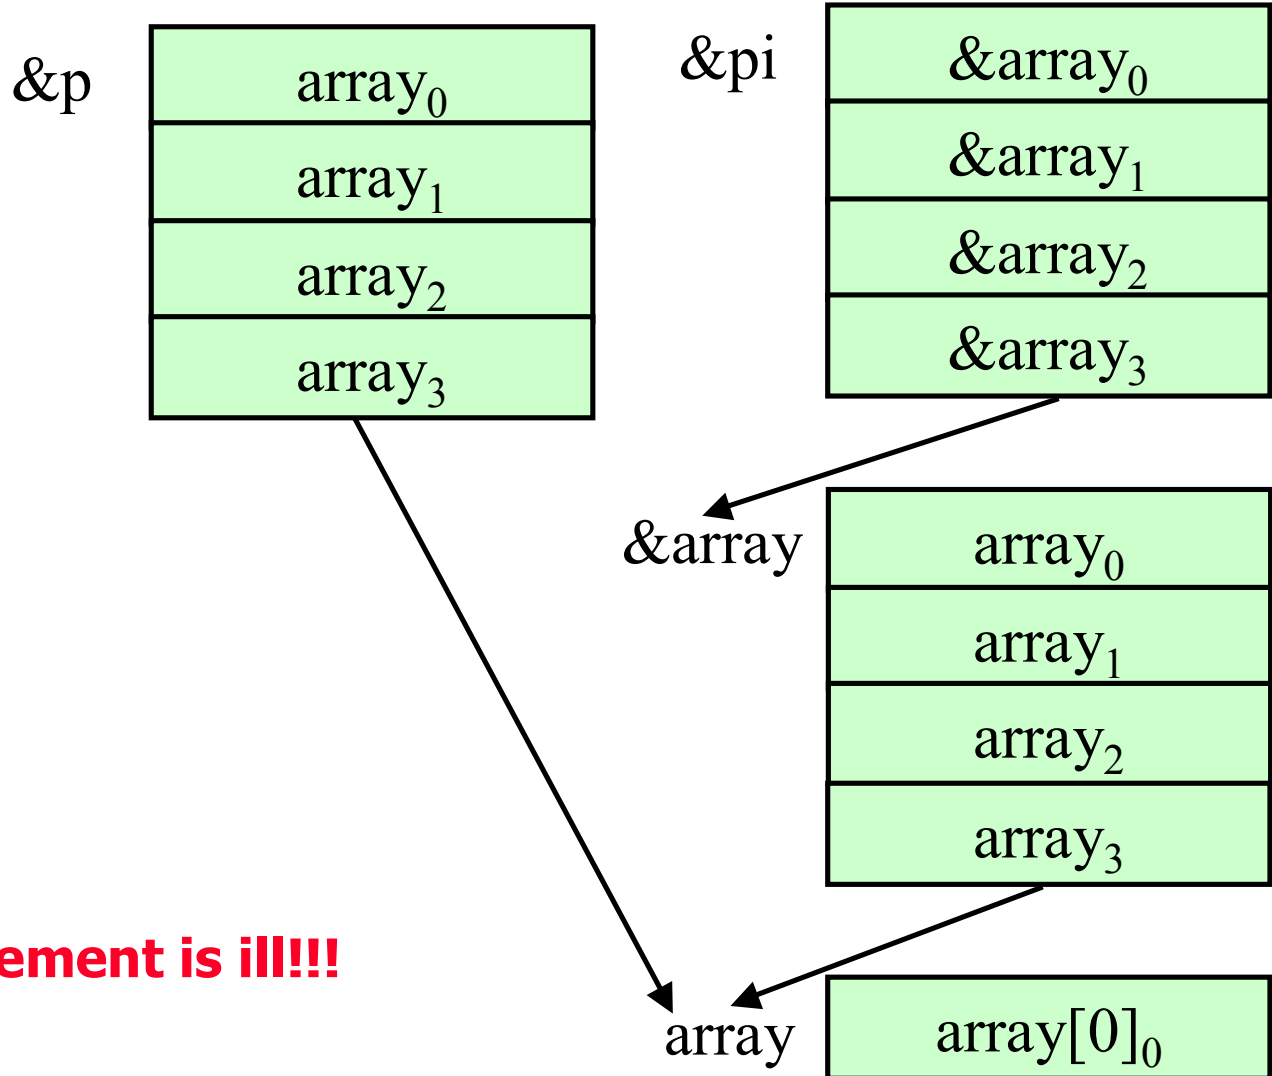 &p
array₀
array₁
array₂
array₃
&pi
&array₀
&array₁
&array₂
&array₃
&array
array₀
array₁
array₂
array₃
ement is ill!!!
array
array[0]₀